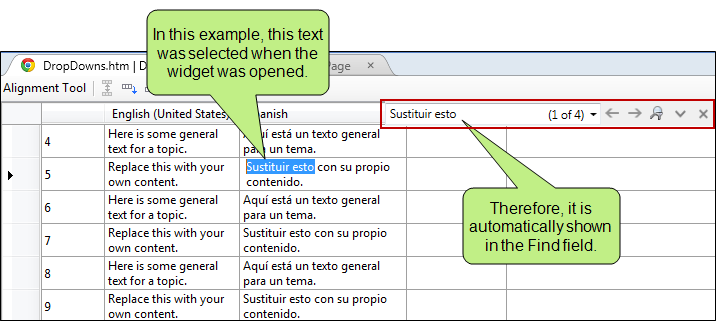 In this example, this text
was selected when the
widget was opened.
DropDowns.htm | D
Page
Alignment Tool
English (United States)
panish
Sustituir esto
(1 of 4)
4
Here is some general
text for a topic.
Aquí está un texto general
para un tema.
5
Replace this with your
own content.
Sustituir esto con su propio
contenido.
6
Here is some general
text for a topic.
Aquí está un texto general
para un tema.
7
Replace this with your
own content.
Sustituir esto con su propio
contenido.
8
Here is some general
text for a topic.
Aquí está un texto general
para un tema.
9
Replace this with your
own content.
Sustituir esto con su propio
contenido.
Therefore, it is
automatically shown
in the Find field.